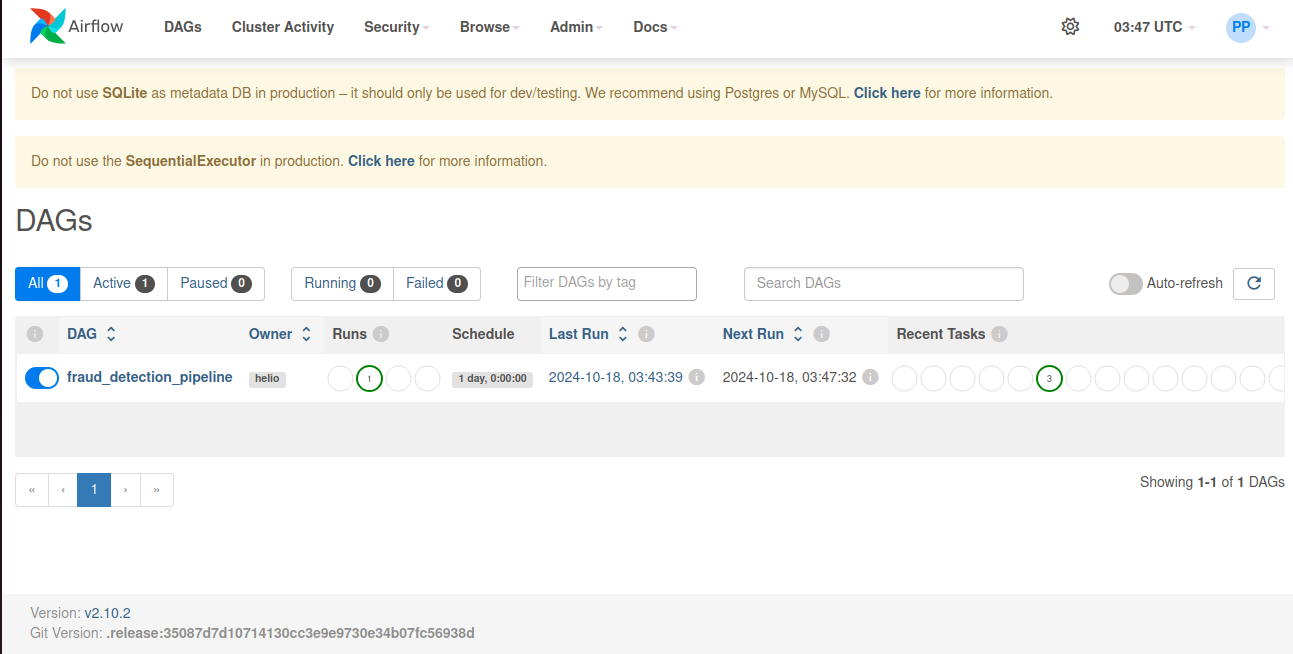 Airflow DAGs Cluster Activity Security Browse Admin Docs 03:47 UTC PP
Do not use SQLite as metadata DB in production – it should only be used for dev/testing. We recommend using Postgres or MySQL. Click here for more information.
Do not use the SequentialExecutor in production. Click here for more information.
DAGs
All 1 Active 1 Paused 0 Running 0 Failed 0 Filter DAGs by tag Search DAGs Auto-refresh
i DAG Owner Runs i Schedule Last Run i Next Run i Recent Tasks i
fraud_detection_pipeline helio 1 1 day, 0:00:00 2024-10-18, 03:43:39 i 2024-10-18, 03:47:32 i 3
« ‹ 1 › » Showing 1-1 of 1 DAGs
Version: v2.10.2
Git Version: .release:35087d7d10714130cc3e9e9730e34b07fc56938d